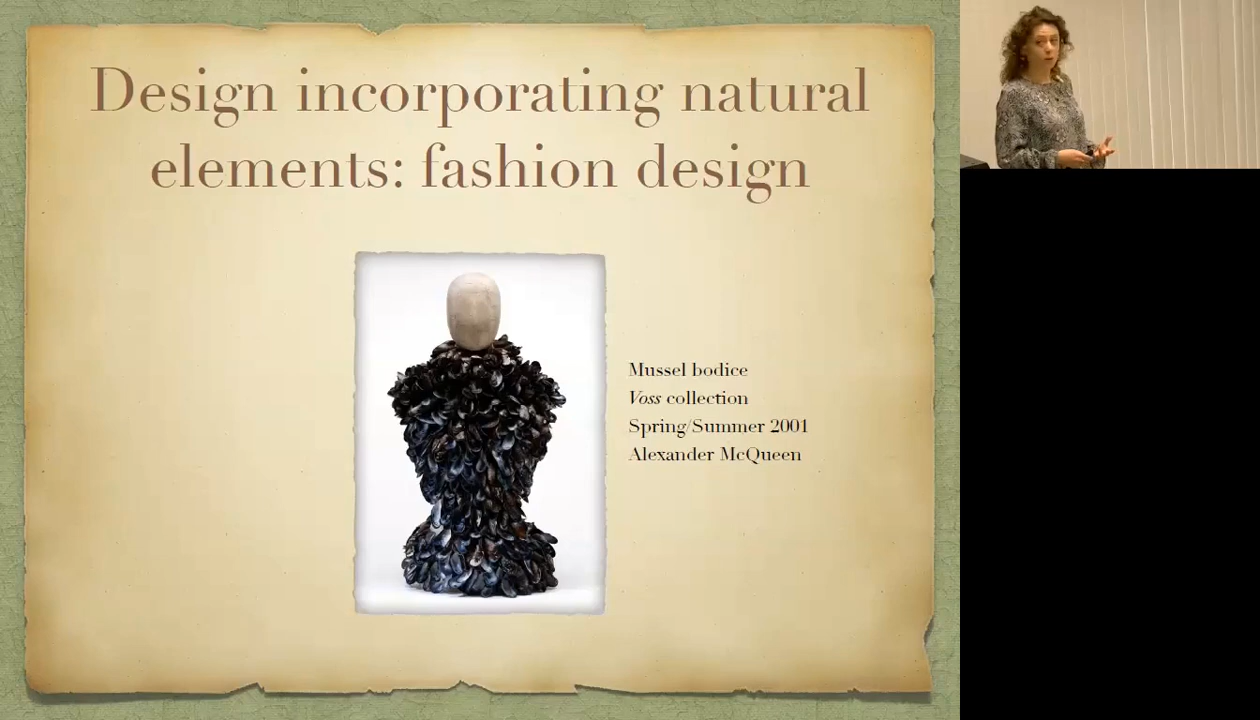 Design incorporating natural
elements: fashion design
Mussel bodice
Voss collection
Spring/Summer 2001
Alexander McQueen